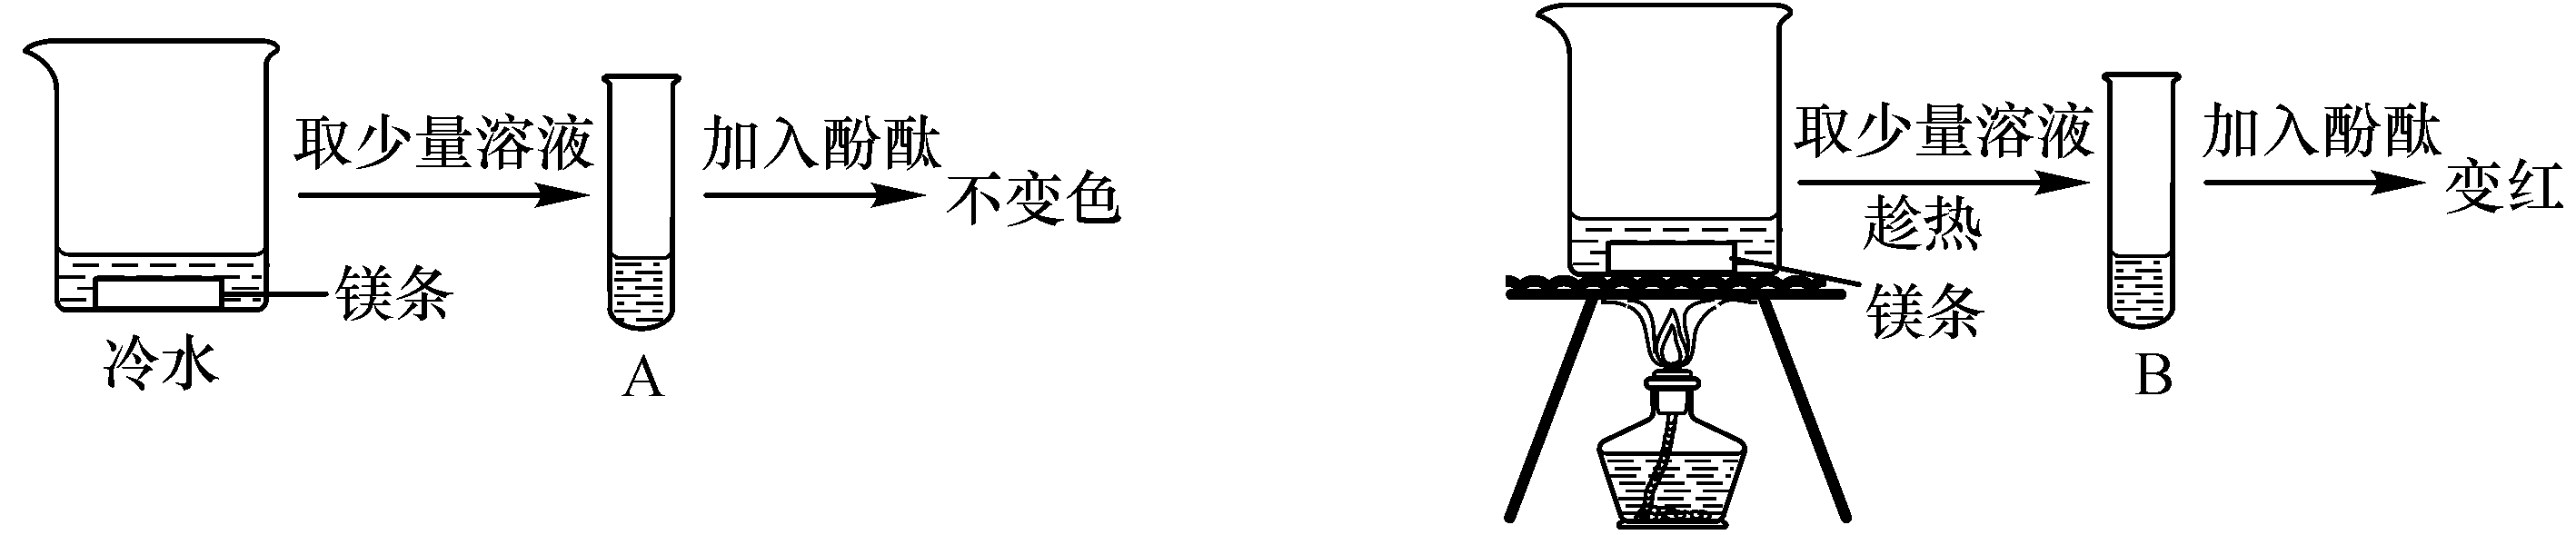 取少量溶液
加入酚酞
不变色
镁条
冷水
A
取少量溶液
趁热
加入酚酞
变红
镁条
B